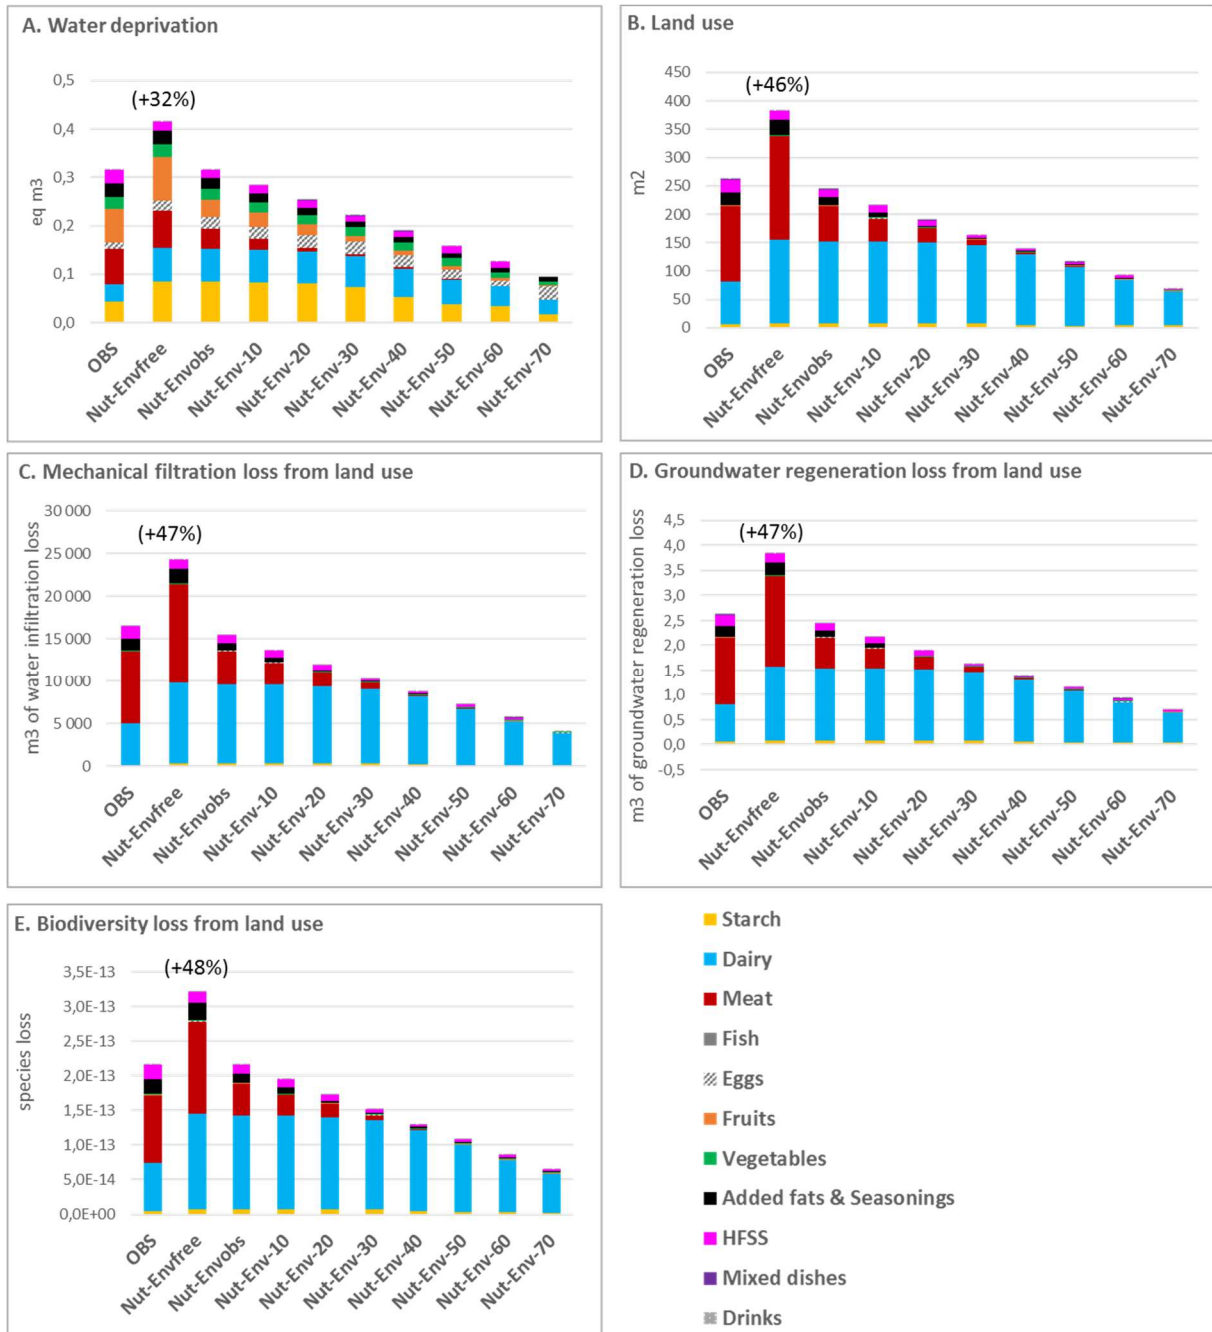 A. Water deprivation
eq m3
0,5
0,4
0,3
0,2
0,1
0,0
(+32%)
OBS
Nut-Envfree
Nut-Envobs
Nut-Env-10
Nut-Env-20
Nut-Env-30
Nut-Env-40
Nut-Env-50
Nut-Env-60
Nut-Env-70
B. Land use
m2
450
400
350
300
250
200
150
100
50
0
(+46%)
OBS
Nut-Envfree
Nut-Envobs
Nut-Env-10
Nut-Env-20
Nut-Env-30
Nut-Env-40
Nut-Env-50
Nut-Env-60
Nut-Env-70
C. Mechanical filtration loss from land use
m3 of water infiltration loss
30 000
25 000
20 000
15 000
10 000
5 000
0
(+47%)
OBS
Nut-Envfree
Nut-Envobs
Nut-Env-10
Nut-Env-20
Nut-Env-30
Nut-Env-40
Nut-Env-50
Nut-Env-60
Nut-Env-70
D. Groundwater regeneration loss from land use
m3 of groundwater regeneration loss
4,5
4,0
3,5
3,0
2,5
2,0
1,5
1,0
0,5
0,0
-0,5
(+47%)
OBS
Nut-Envfree
Nut-Envobs
Nut-Env-10
Nut-Env-20
Nut-Env-30
Nut-Env-40
Nut-Env-50
Nut-Env-60
Nut-Env-70
E. Biodiversity loss from land use
species loss
3,5E-13
3,0E-13
2,5E-13
2,0E-13
1,5E-13
1,0E-13
5,0E-14
0,0E+00
(+48%)
OBS
Nut-Envfree
Nut-Envobs
Nut-Env-10
Nut-Env-20
Nut-Env-30
Nut-Env-40
Nut-Env-50
Nut-Env-60
Nut-Env-70
Starch
Dairy
Meat
Fish
Eggs
Fruits
Vegetables
Added fats & Seasonings
HFSS
Mixed dishes
Drinks